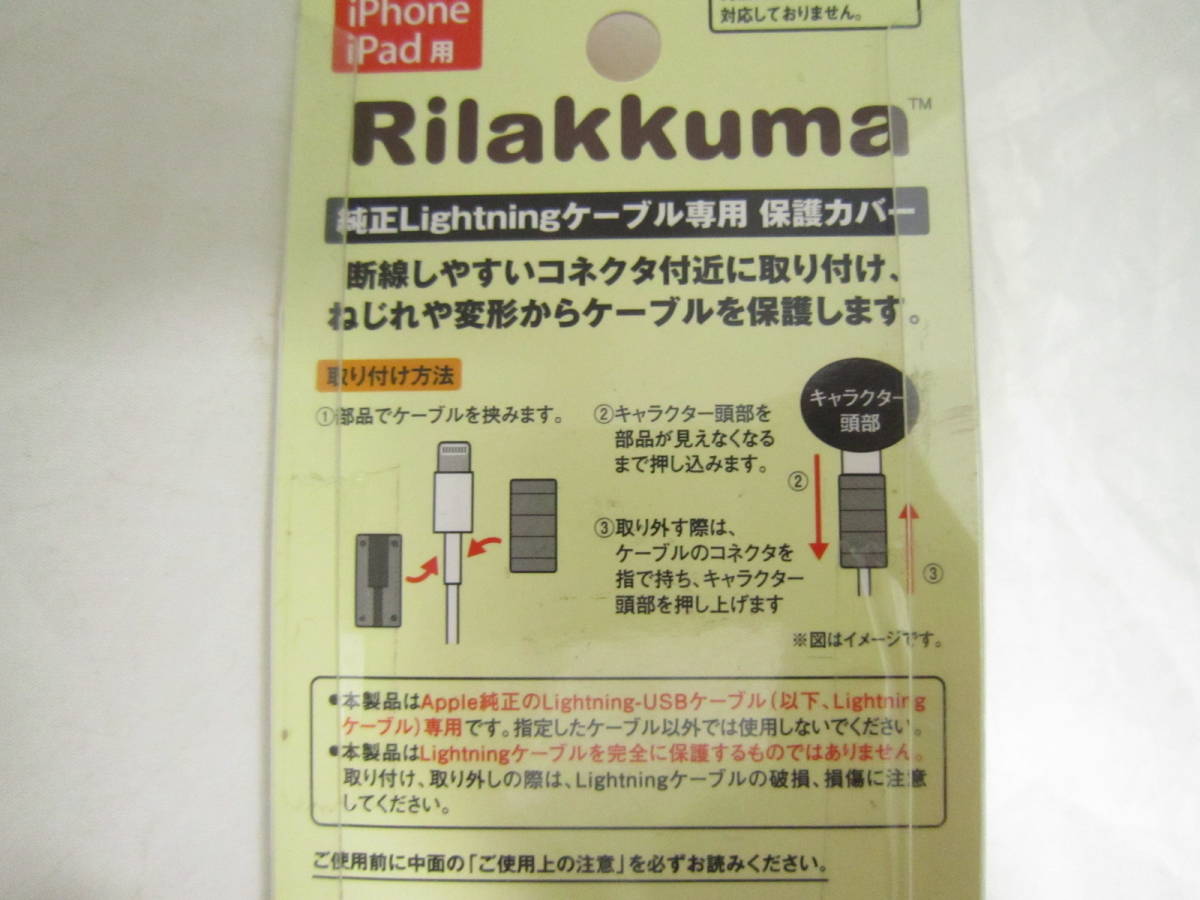 iPhone
iPad 用
対応しておりません。
Rilakkuma™
純正Lightningケーブル専用 保護カバー
断線しやすいコネクタ付近に取り付け、
ねじれや変形からケーブルを保護します。
取り付け方法
①部品でケーブルを挟みます。
②キャラクター頭部を
部品が見えなくなる
まで押し込みます。
③取り外す際は、
ケーブルのコネクタを
指で持ち、キャラクター
頭部を押し上げます
キャラクター
頭部
②
③
※図はイメージです。
●本製品はApple純正のLightning-USBケーブル(以下、Lightning
ケーブル)専用です。指定したケーブル以外では使用しないでください。
●本製品はLightningケーブルを完全に保護するものではありません。
取り付け、取り外しの際は、Lightningケーブルの破損、損傷に注意
してください。
ご使用前に中面の「ご使用上の注意」を必ずお読みください。